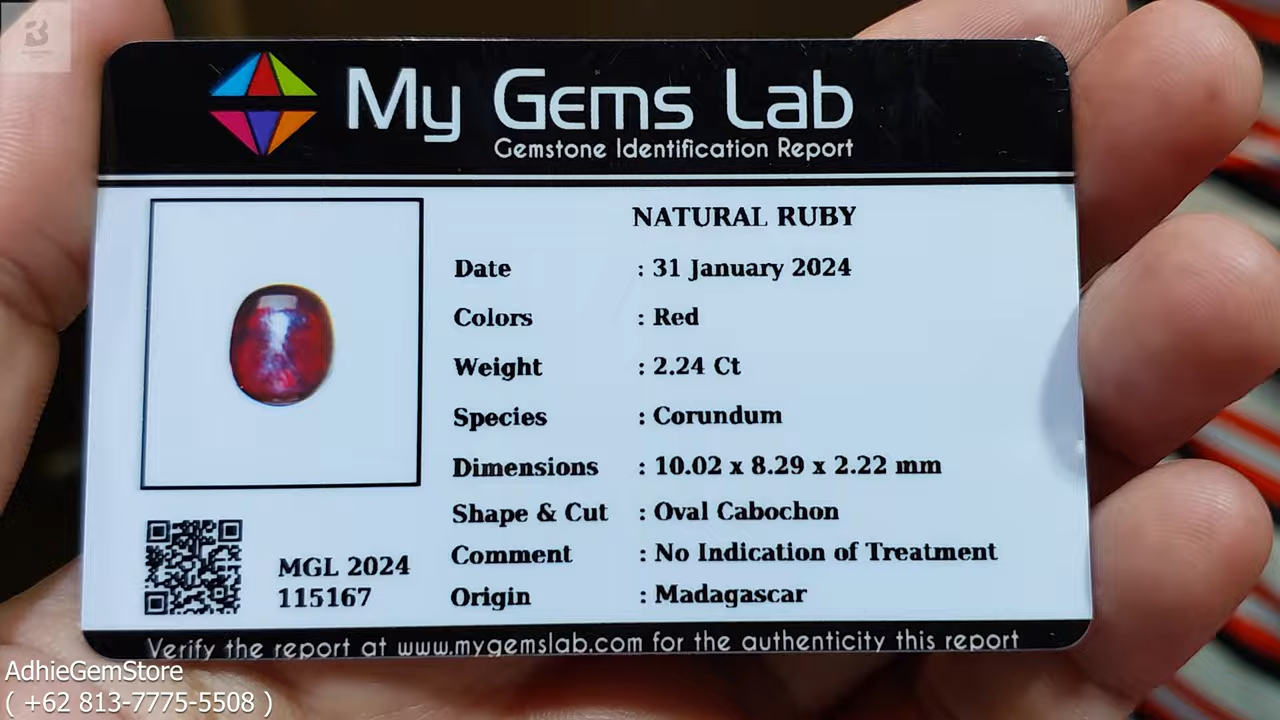 My Gems Lab
Gemstone Identification Report
NATURAL RUBY
Date : 31 January 2024
Colors : Red
Weight : 2.24 Ct
Species : Corundum
Dimensions : 10.02 x 8.29 x 2.22 mm
Shape & Cut : Oval Cabochon
Comment : No Indication of Treatment
Origin : Madagascar
MGL 2024
115167
Verify the report at www.mygemslab.com for the authenticity this report
AdhieGemStore
( +62 813-7775-5508 )